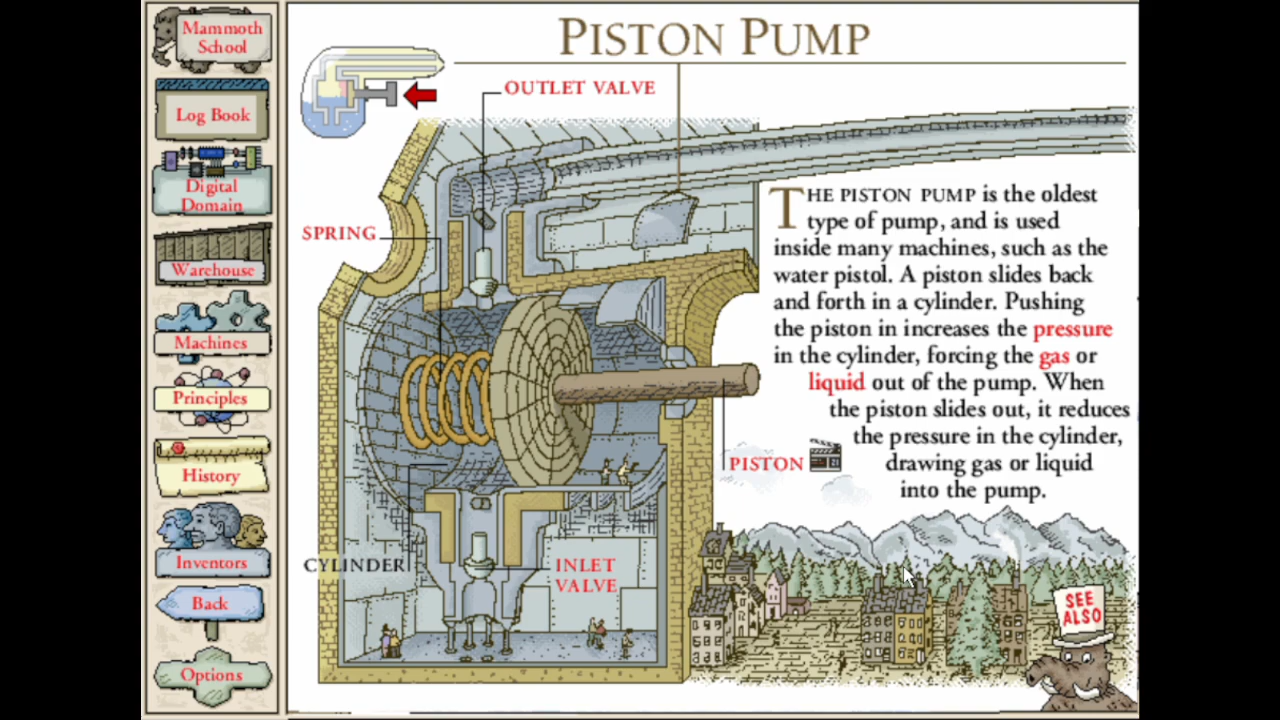 Mammoth
School
Log Book
Digital
Domain
Warehouse
Machines
Principles
History
Inventors
Back
Options
PISTON PUMP
OUTLET VALVE
SPRING
PISTON
CYLINDER
INLET
VALVE
THE PISTON PUMP is the oldest
type of pump, and is used
inside many machines, such as the
water pistol. A piston slides back
and forth in a cylinder. Pushing
the piston in increases the pressure
in the cylinder, forcing the gas or
liquid out of the pump. When
the piston slides out, it reduces
the pressure in the cylinder,
drawing gas or liquid
into the pump.
SEE
ALSO